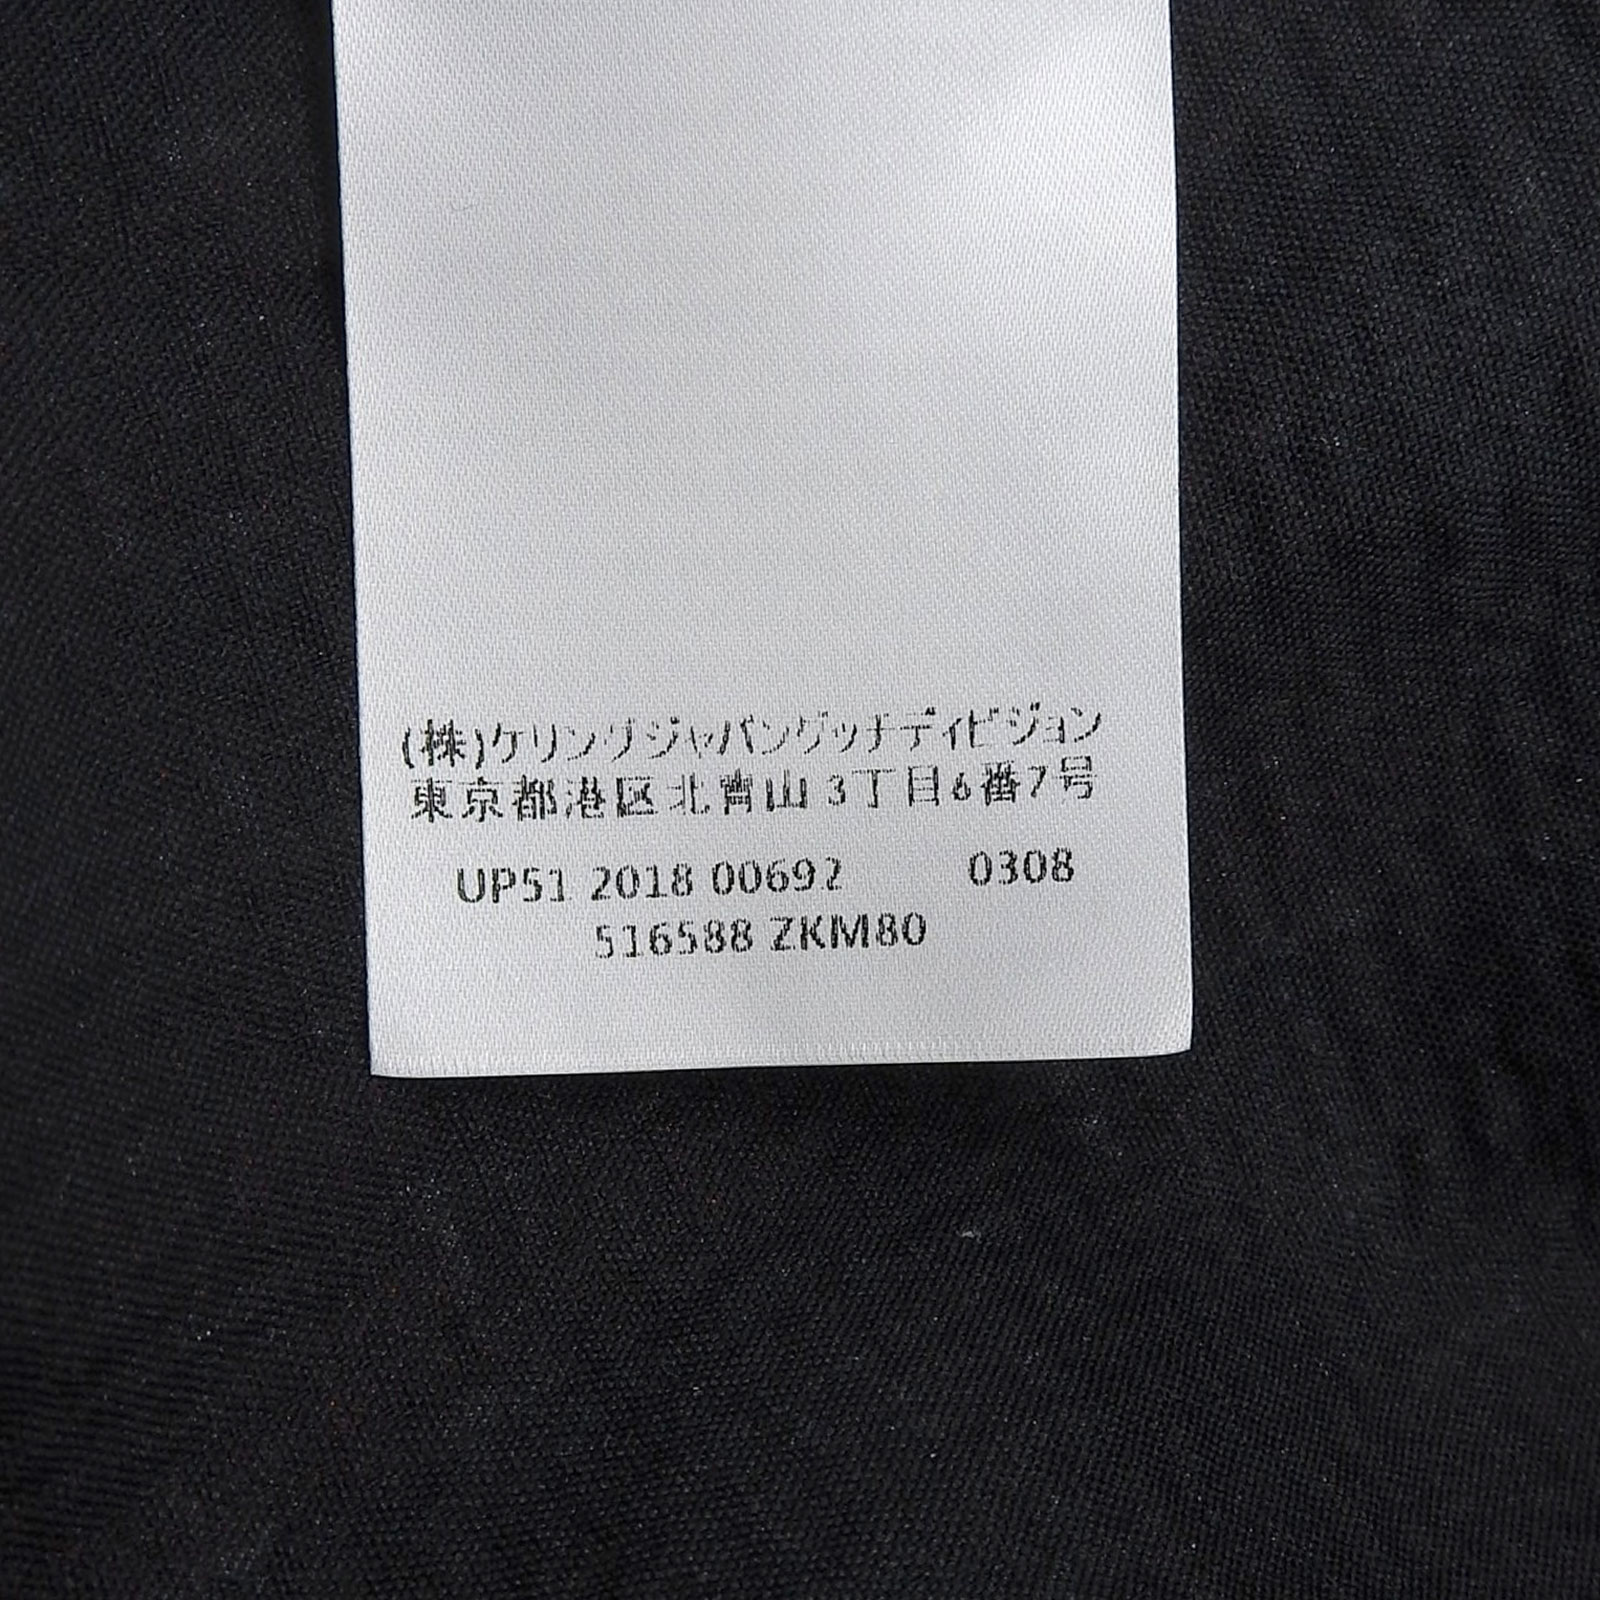 (株)ケリングジャパングッチディビジョン
東京都港区北青山3丁目6番7号
UP51 2018 00692 0308
516588 ZKM80